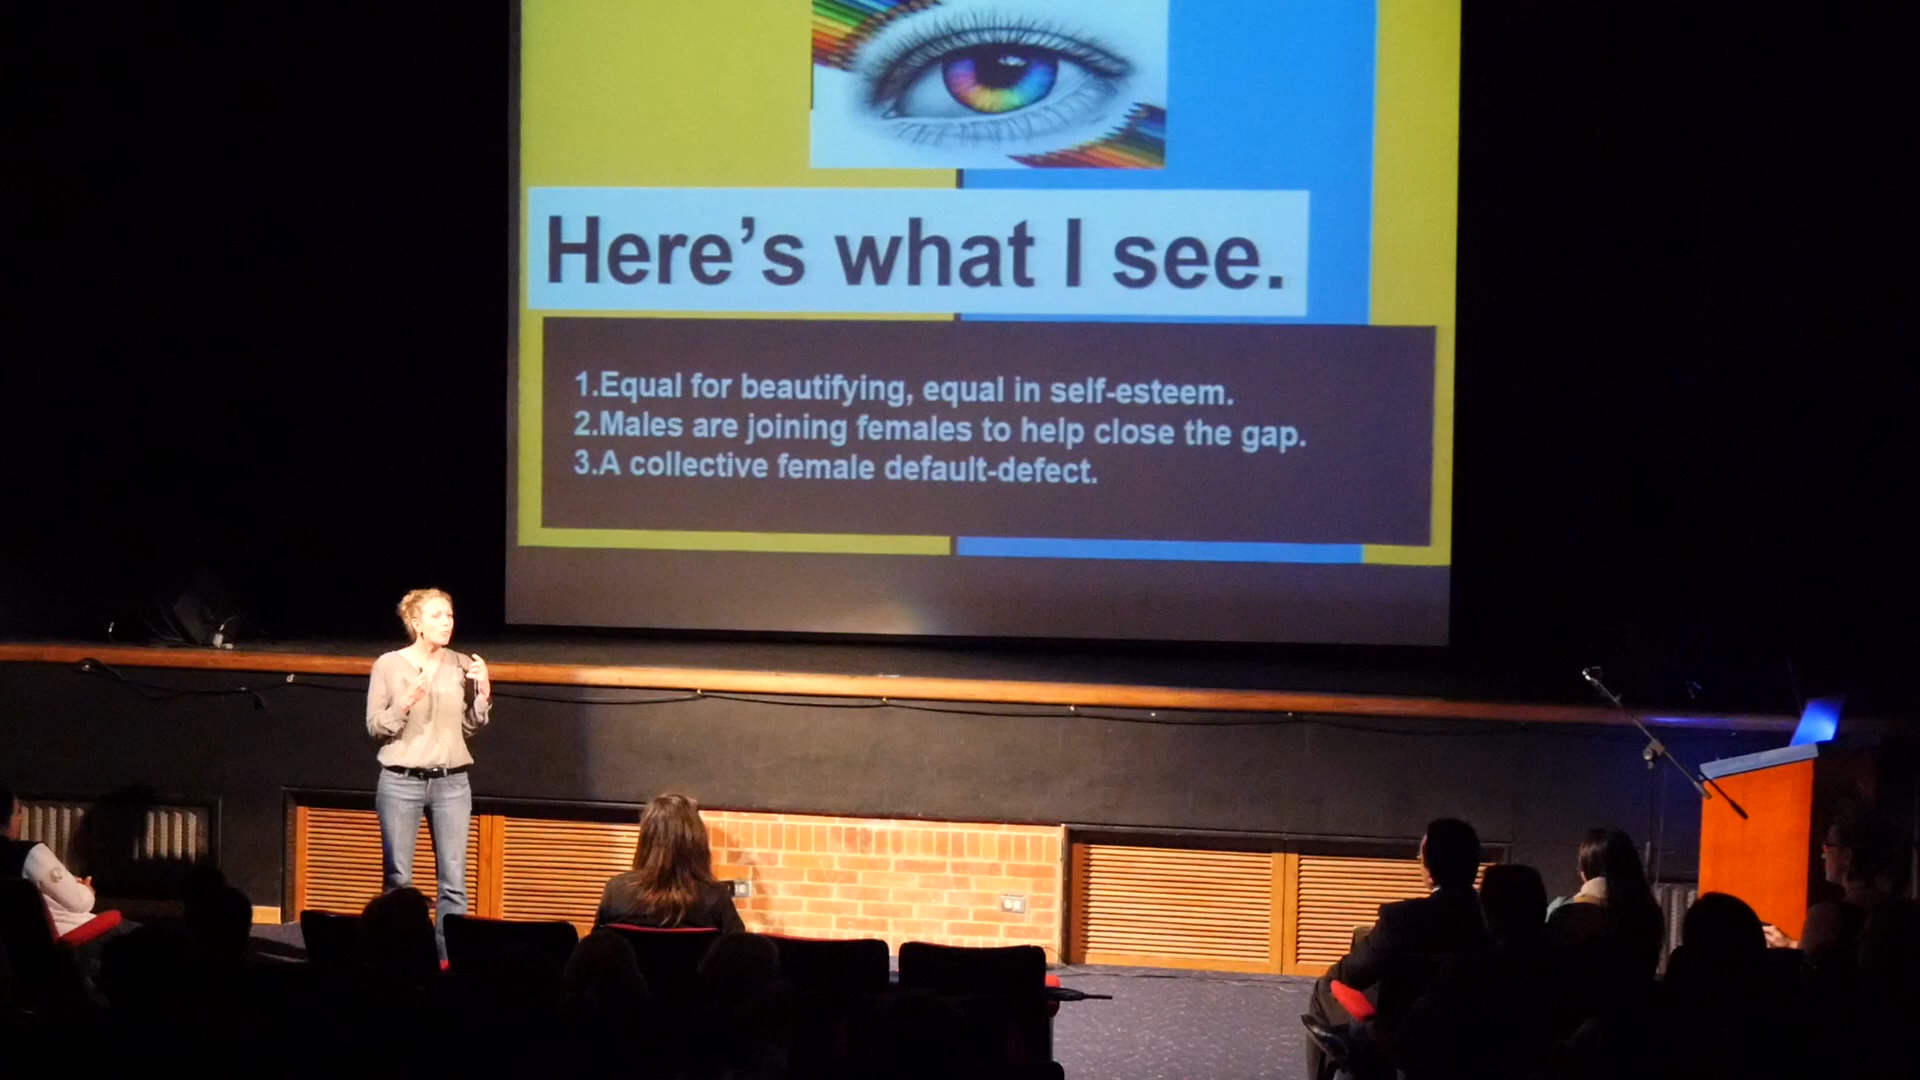 Here’s what I see.
1.Equal for beautifying, equal in self-esteem.
2.Males are joining females to help close the gap.
3.A collective female default-defect.